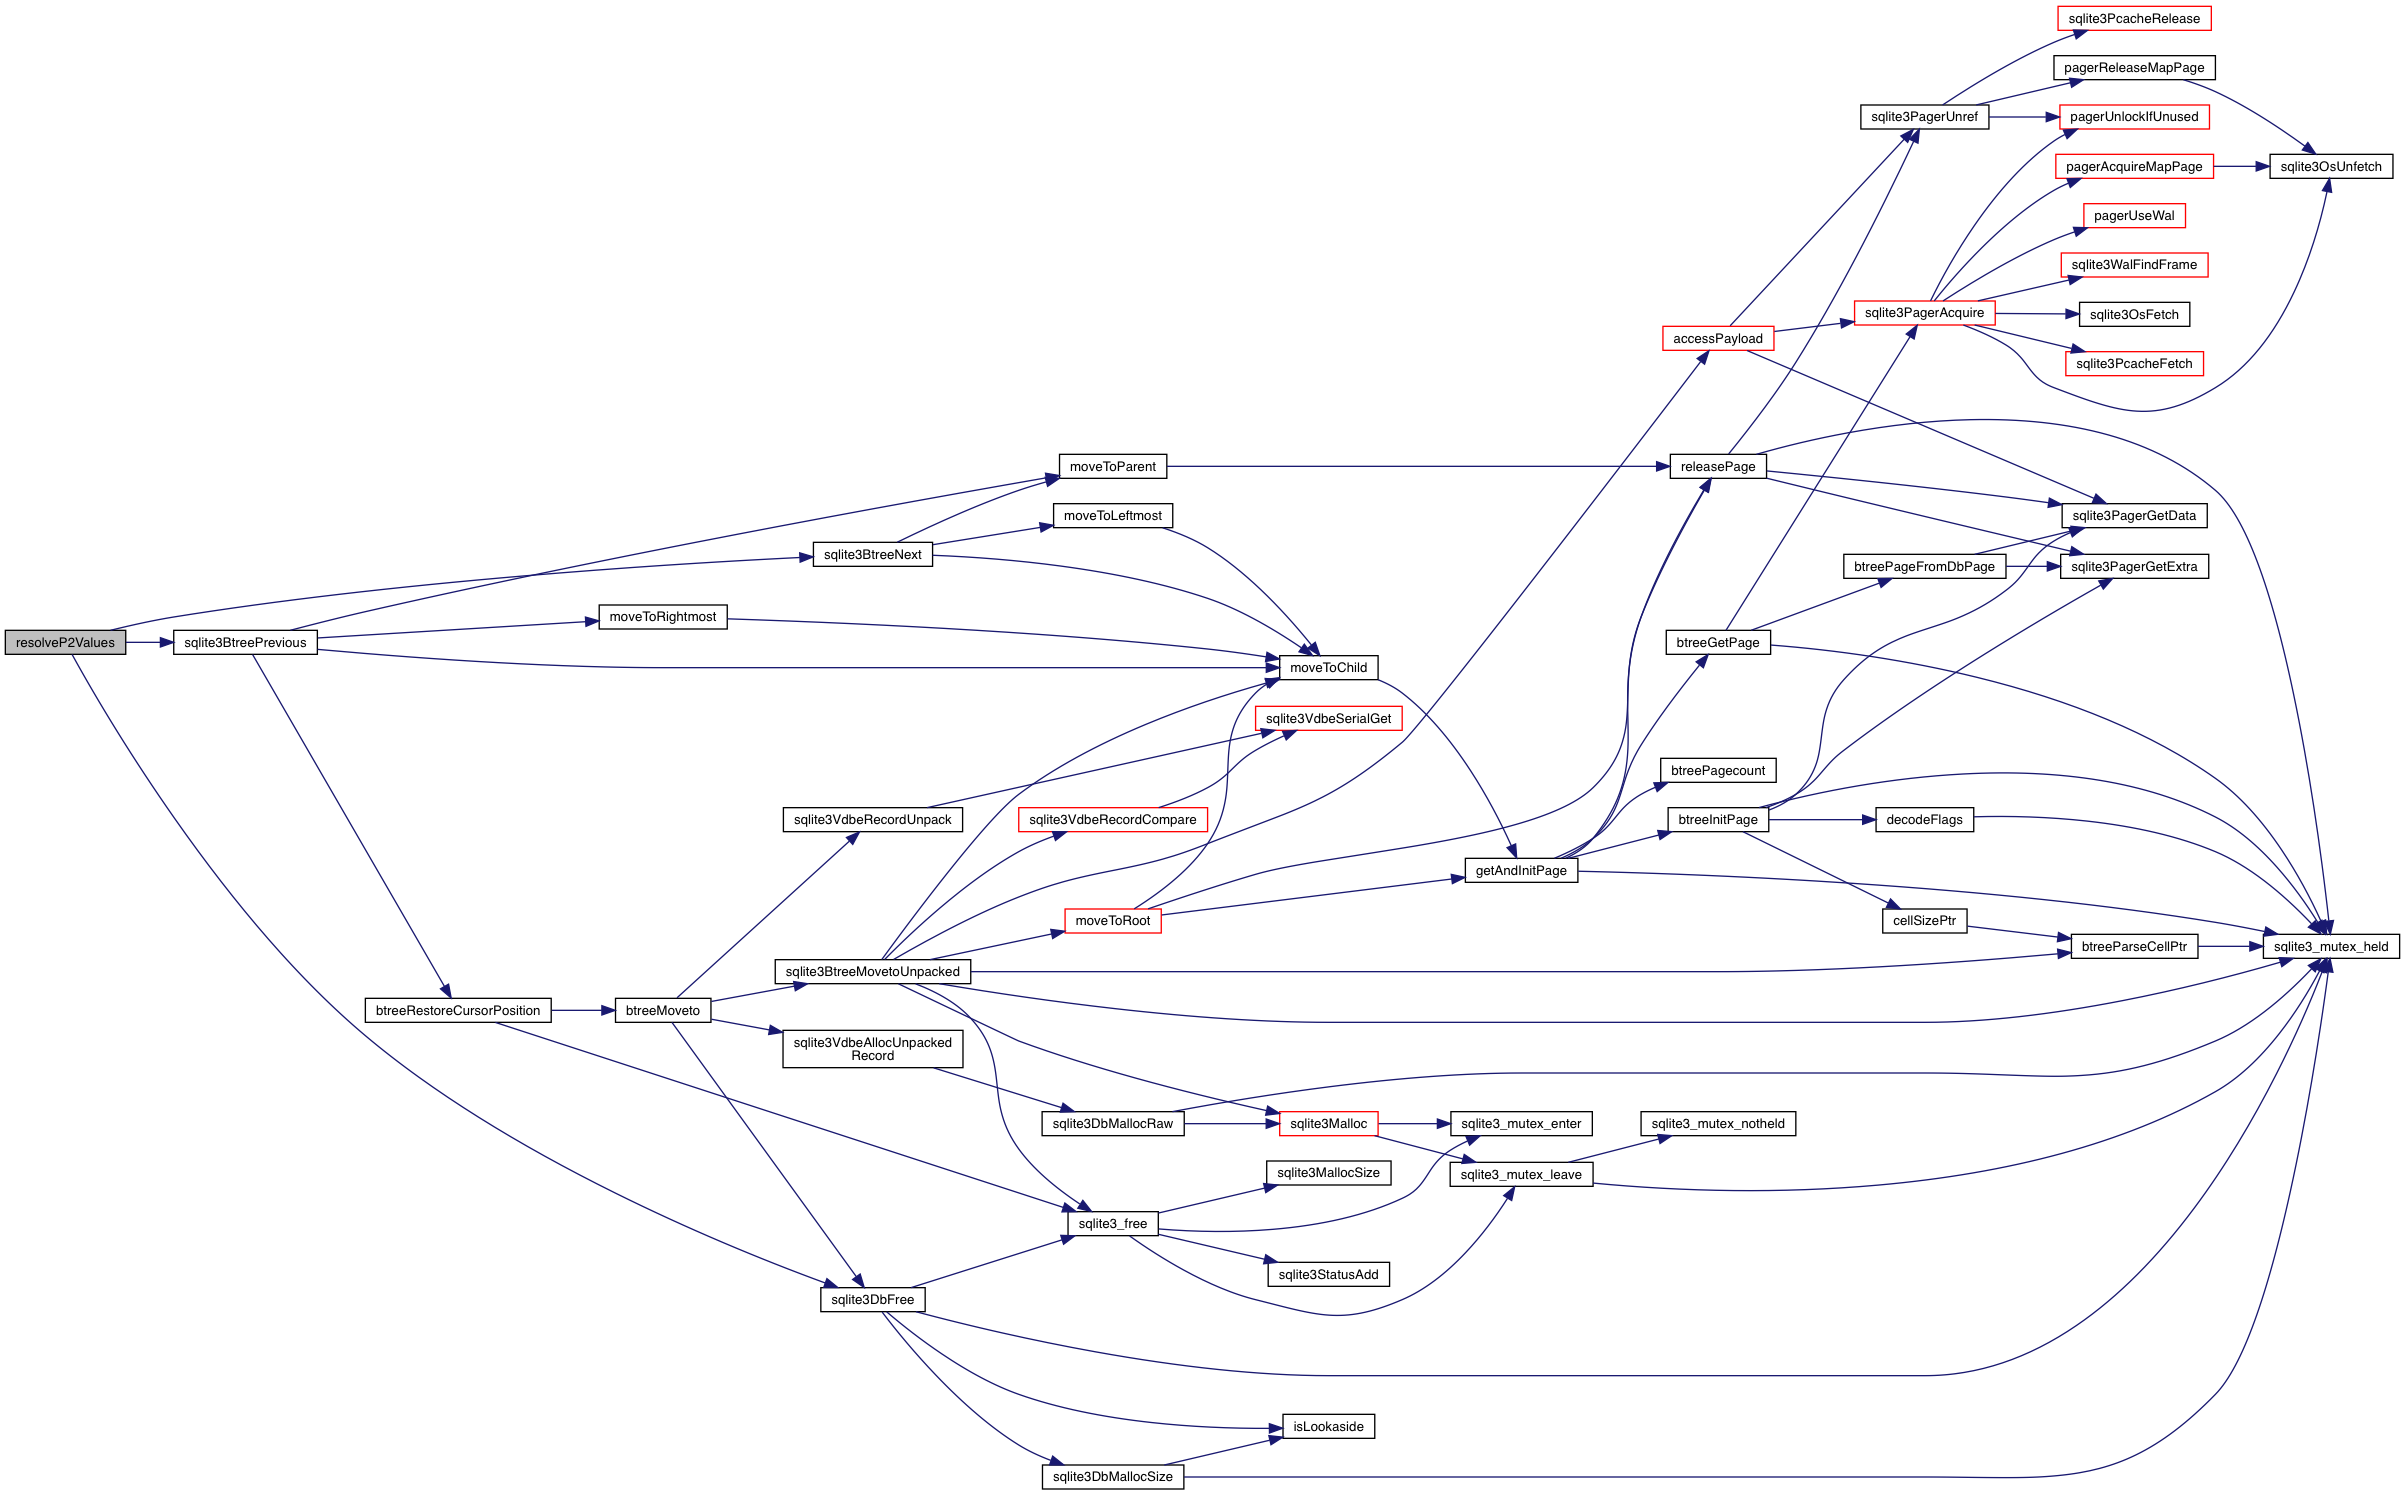 sqlite3PcacheRelease
pagerReleaseMapPage
sqlite3PagerUnref
pagerUnlockIfUnused
pagerAcquireMapPage
sqlite3OsUnfetch
pagerUseWal
sqlite3WalFindFrame
sqlite3PagerAcquire
sqlite3OsFetch
accessPayload
sqlite3PcacheFetch
moveToParent
releasePage
moveToLeftmost
sqlite3PagerGetData
sqlite3BtreeNext
btreePageFromDbPage
sqlite3PagerGetExtra
moveToRightmost
resolveP2Values
sqlite3BtreePrevious
btreeGetPage
moveToChild
sqlite3VdbeSerialGet
btreePagecount
sqlite3VdbeRecordUnpack
sqlite3VdbeRecordCompare
btreeInitPage
decodeFlags
getAndInitPage
moveToRoot
cellSizePtr
btreeParseCellPtr
sqlite3_mutex_held
sqlite3BtreeMovetoUnpacked
btreeRestoreCursorPosition
btreeMoveto
sqlite3VdbeAllocUnpacked
Record
sqlite3DbMallocRaw
sqlite3Malloc
sqlite3_mutex_enter
sqlite3_mutex_notheld
sqlite3MallocSize
sqlite3_mutex_leave
sqlite3_free
sqlite3StatusAdd
sqlite3DbFree
isLookaside
sqlite3DbMallocSize